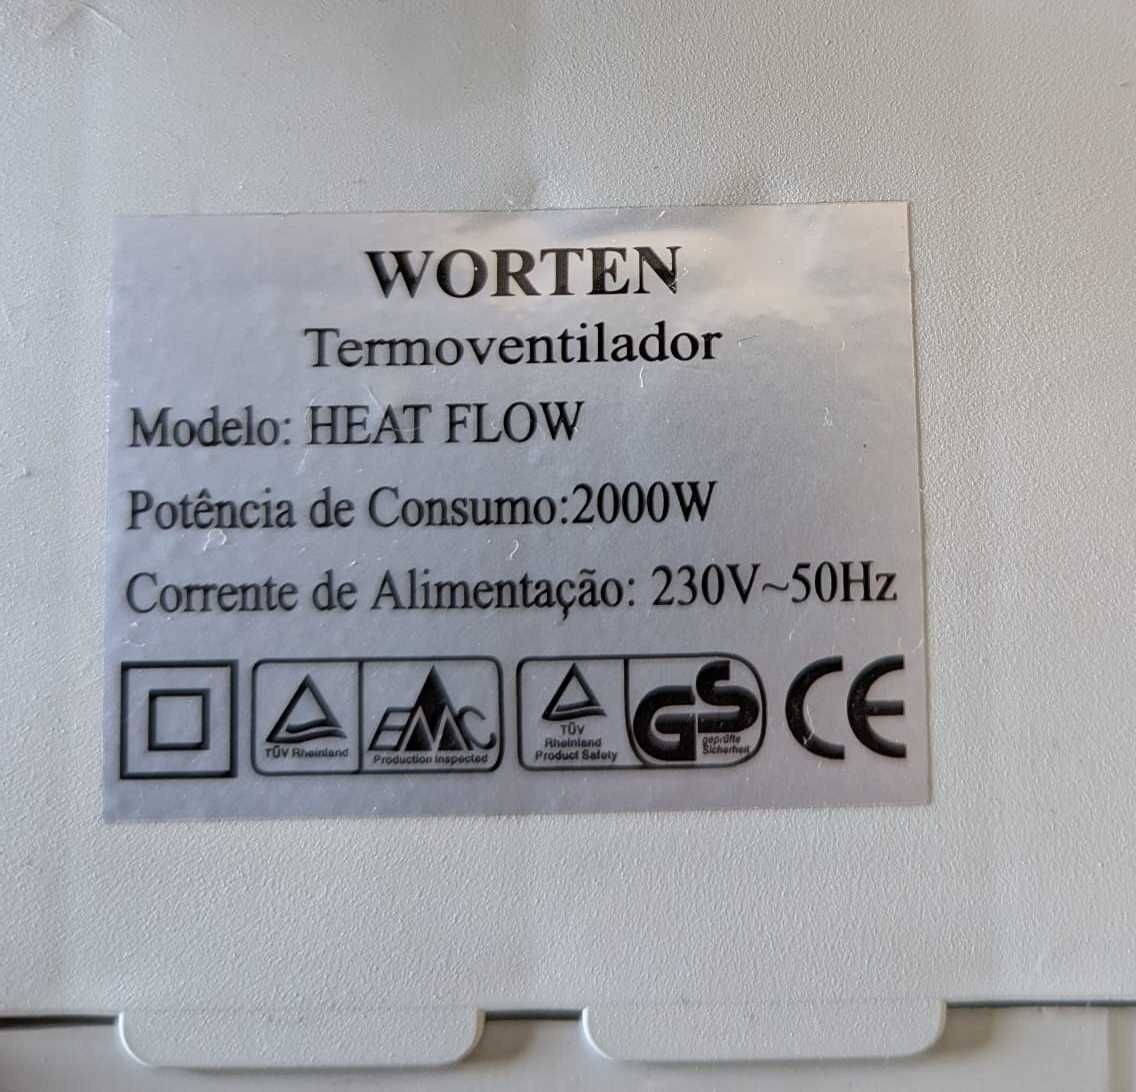 WORTEN
Termoventilador
Modelo: HEAT FLOW
Potência de Consumo:2000W
Corrente de Alimentação: 230V~50Hz
TÜV Rheinland
EMC
Production inspected
TÜV
Rheinland
Product Safety
GS
geprüfte
Sicherheit
CE